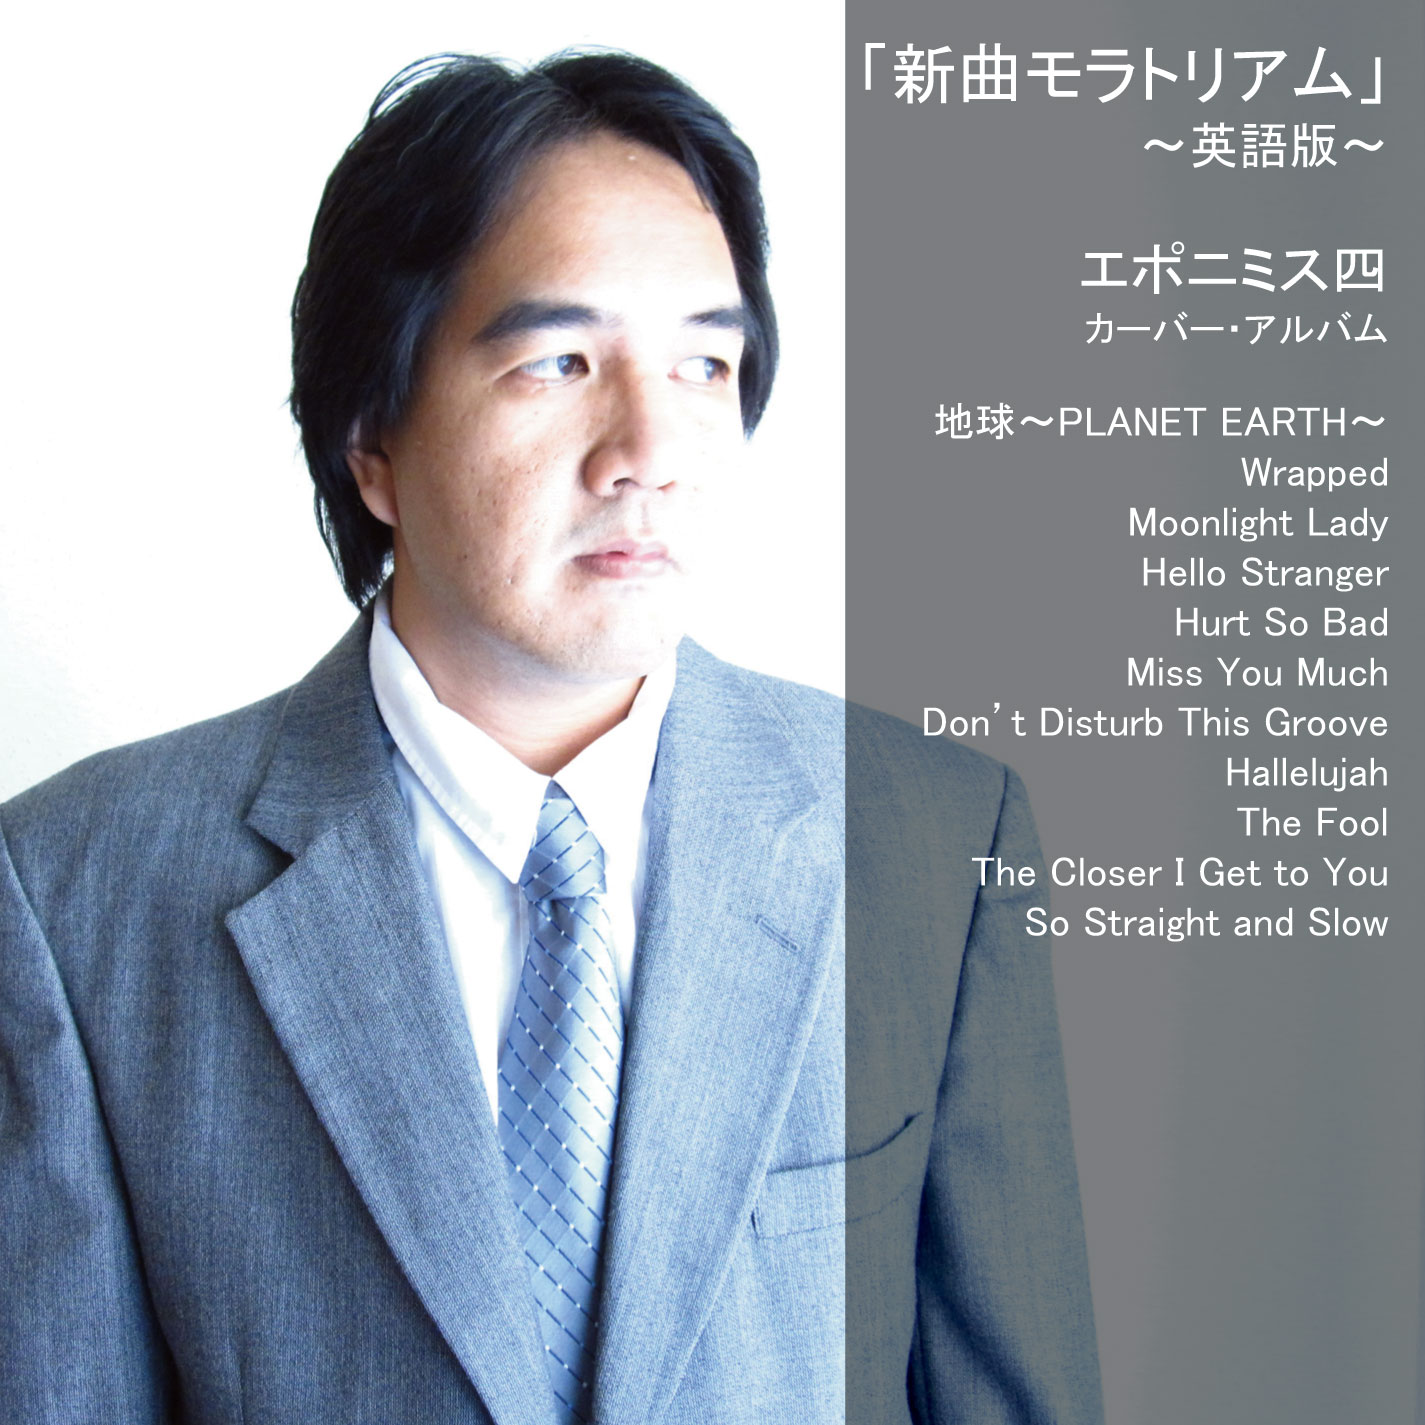 「新曲モラトリアム」
～英語版～
エポニミス四
カーバー・アルバム
地球～PLANET EARTH～
Wrapped
Moonlight Lady
Hello Stranger
Hurt So Bad
Miss You Much
Don’t Disturb This Groove
Hallelujah
The Fool
The Closer I Get to You
So Straight and Slow